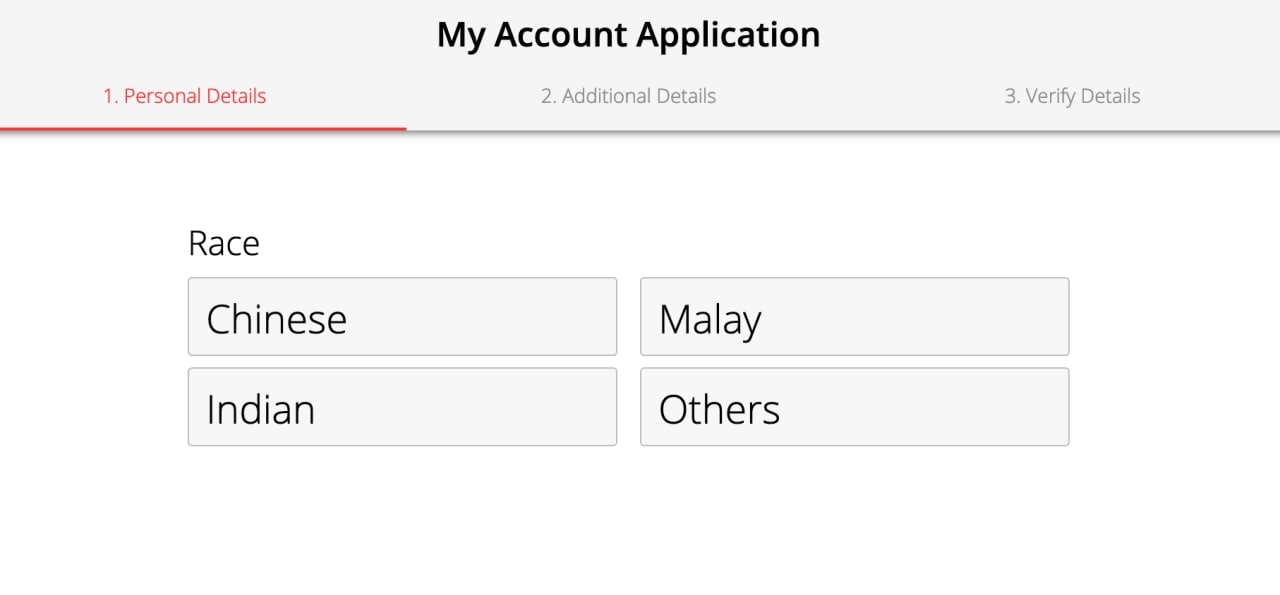 My Account Application
1. Personal Details 2. Additional Details 3. Verify Details
Race
Chinese Malay
Indian Others